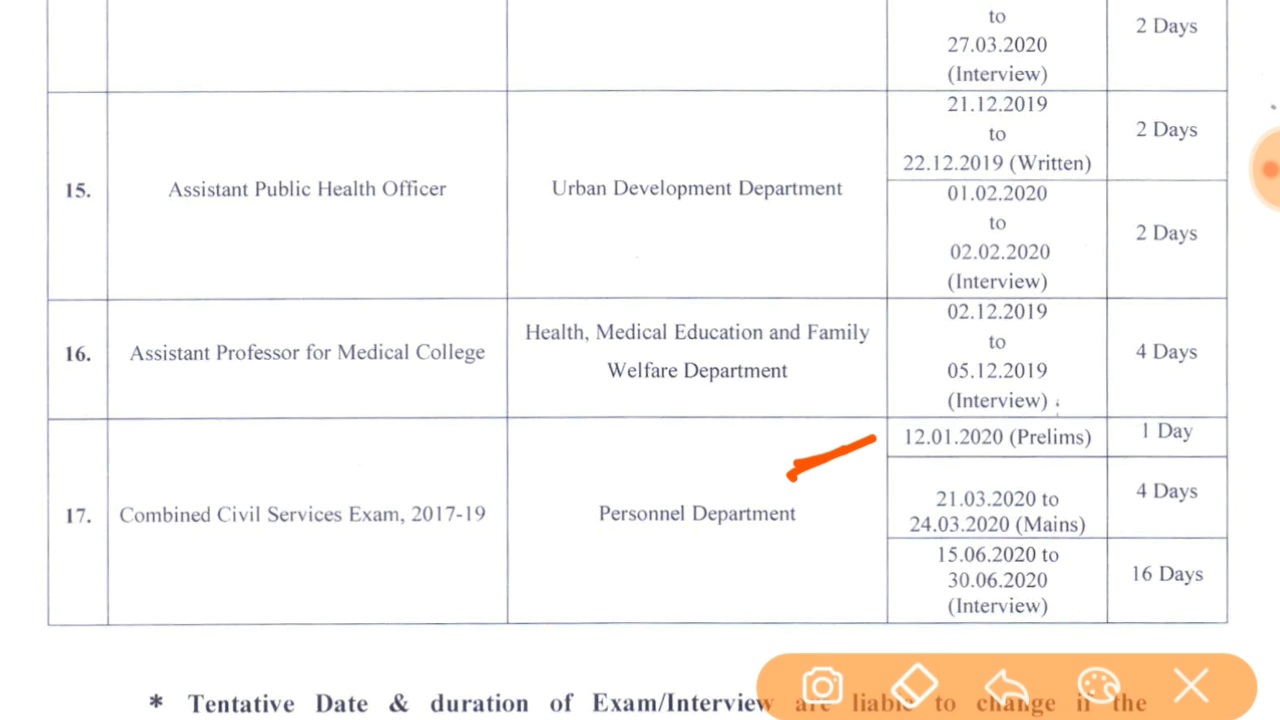 to
27.03.2020
(Interview)
2 Days
15.
Assistant Public Health Officer
Urban Development Department
21.12.2019
to
22.12.2019 (Written)
2 Days
01.02.2020
to
02.02.2020
(Interview)
2 Days
16.
Assistant Professor for Medical College
Health, Medical Education and Family
Welfare Department
02.12.2019
to
05.12.2019
(Interview)
4 Days
17.
Combined Civil Services Exam, 2017-19
Personnel Department
12.01.2020 (Prelims)
1 Day
21.03.2020 to
24.03.2020 (Mains)
4 Days
15.06.2020 to
30.06.2020
(Interview)
16 Days
* Tentative Date & duration of Exam/Interview are liable to change if the